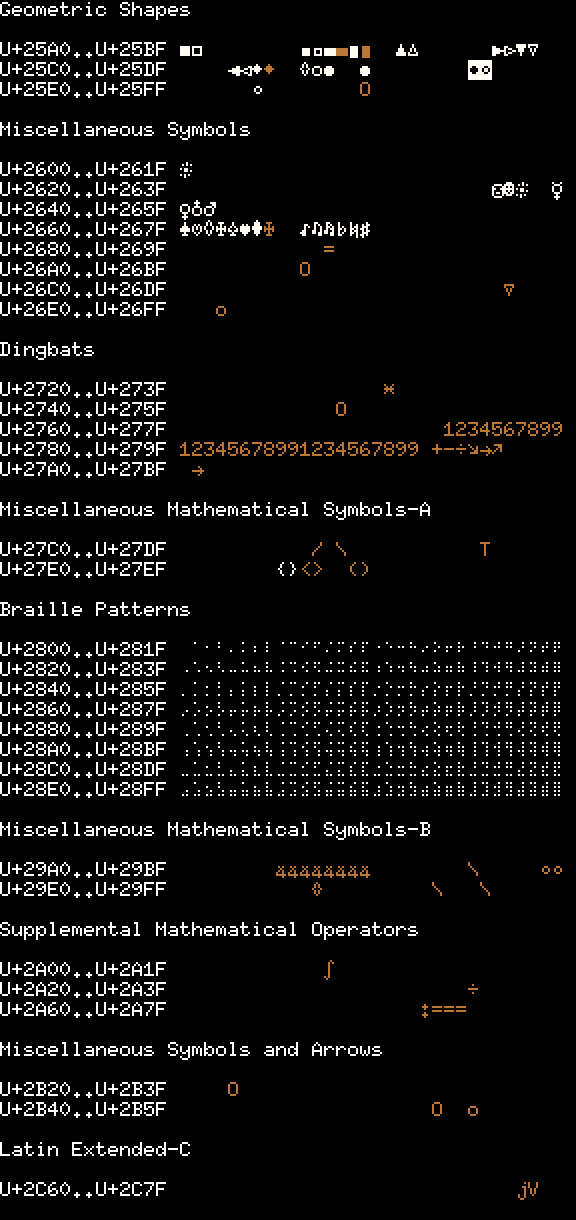 Geometric Shapes
U+25A0..U+25BF ■□ ▪▫▬▬▮▮ ▲△ ►▻▼▽
U+25C0..U+25DF ◄◅◆◆ ◊○● ● ◘◙
U+25E0..U+25FF ◦ O
Miscellaneous Symbols
U+2600..U+261F ☀
U+2620..U+263F ☺☻☼ ☿
U+2640..U+265F ♀♁♂
U+2660..U+267F ♠♡♢♣♤♥♦♧ ♪♫♬♭♮♯
U+2680..U+269F =
U+26A0..U+26BF O
U+26C0..U+26DF ▽
U+26E0..U+26FF o
Dingbats
U+2720..U+273F *
U+2740..U+275F O
U+2760..U+277F 1234567899
U+2780..U+279F 12345678991234567899 +−÷↘→↗
U+27A0..U+27BF →
Miscellaneous Mathematical Symbols-A
U+27C0..U+27DF / \ T
U+27E0..U+27EF ⟨⟩<> ()
Braille Patterns
U+2800..U+281F ⠀⠁⠂⠃⠄⠅⠆⠇⠈⠉⠊⠋⠌⠍⠎⠏⠐⠑⠒⠓⠔⠕⠖⠗⠘⠙⠚⠛⠜⠝⠞⠟
U+2820..U+283F ⠠⠡⠢⠣⠤⠥⠦⠧⠨⠩⠪⠫⠬⠭⠮⠯⠰⠱⠲⠳⠴⠵⠶⠷⠸⠹⠺⠻⠼⠽⠾⠿
U+2840..U+285F ⡀⡁⡂⡃⡄⡅⡆⡇⡈⡉⡊⡋⡌⡍⡎⡏⡐⡑⡒⡓⡔⡕⡖⡗⡘⡙⡚⡛⡜⡝⡞⡟
U+2860..U+287F ⡠⡡⡢⡣⡤⡥⡦⡧⡨⡩⡪⡫⡬⡭⡮⡯⡰⡱⡲⡳⡴⡵⡶⡷⡸⡹⡺⡻⡼⡽⡾⡿
U+2880..U+289F ⢀⢁⢂⢃⢄⢅⢆⢇⢈⢉⢊⢋⢌⢍⢎⢏⢐⢑⢒⢓⢔⢕⢖⢗⢘⢙⢚⢛⢜⢝⢞⢟
U+28A0..U+28BF ⢠⢡⢢⢣⢤⢥⢦⢧⢨⢩⢪⢫⢬⢭⢮⢯⢰⢱⢲⢳⢴⢵⢶⢷⢸⢹⢺⢻⢼⢽⢾⢿
U+28C0..U+28DF ⣀⣁⣂⣃⣄⣅⣆⣇⣈⣉⣊⣋⣌⣍⣎⣏⣐⣑⣒⣓⣔⣕⣖⣗⣘⣙⣚⣛⣜⣝⣞⣟
U+28E0..U+28FF ⣠⣡⣢⣣⣤⣥⣦⣧⣨⣩⣪⣫⣬⣭⣮⣯⣰⣱⣲⣳⣴⣵⣶⣷⣸⣹⣺⣻⣼⣽⣾⣿
Miscellaneous Mathematical Symbols-B
U+29A0..U+29BF \ oo
U+29E0..U+29FF ◊ \ \
Supplemental Mathematical Operators
U+2A00..U+2A1F ∫
U+2A20..U+2A3F ÷
U+2A60..U+2A7F ===
Miscellaneous Symbols and Arrows
U+2B20..U+2B3F O
U+2B40..U+2B5F O o
Latin Extended-C
U+2C60..U+2C7F jV